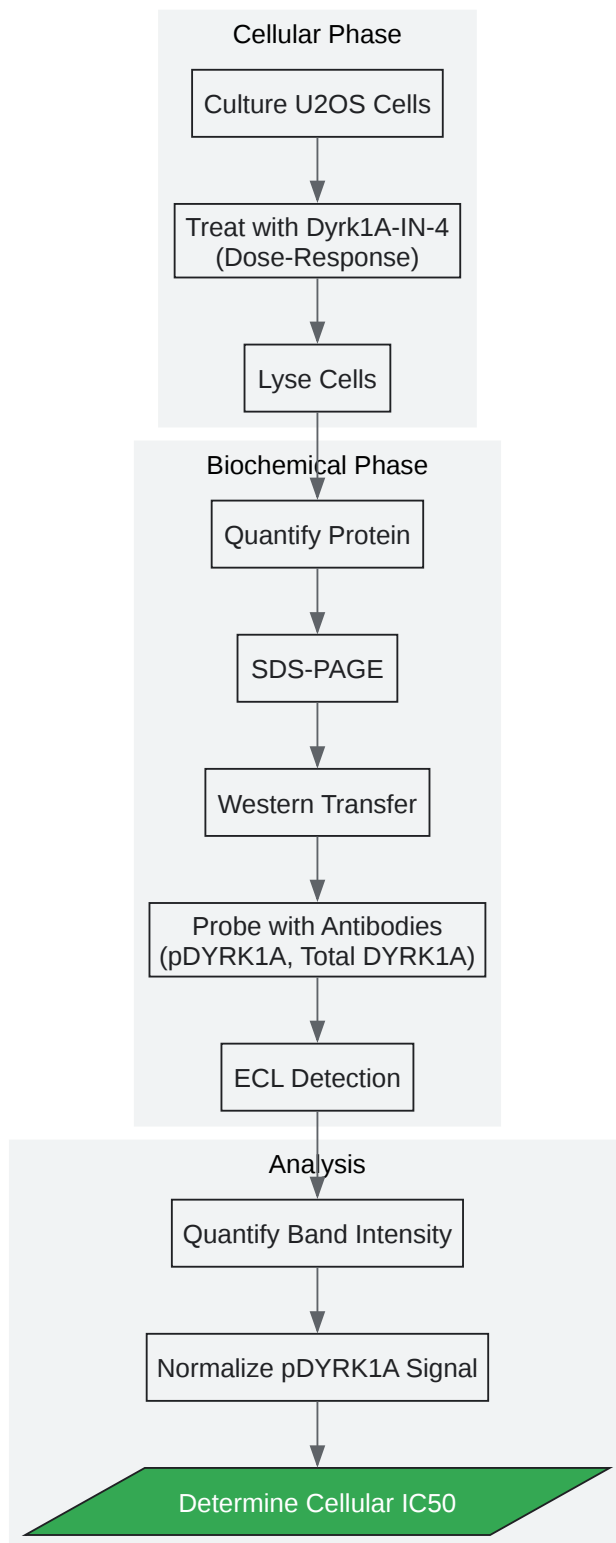 Cellular Phase
Culture U2OS Cells
Treat with Dyrk1A-IN-4
(Dose-Response)
Lyse Cells
Biochemical Phase
Quantify Protein
SDS-PAGE
Western Transfer
Probe with Antibodies
(pDYRK1A, Total DYRK1A)
ECL Detection
Analysis
Quantify Band Intensity
Normalize pDYRK1A Signal
Determine Cellular IC50